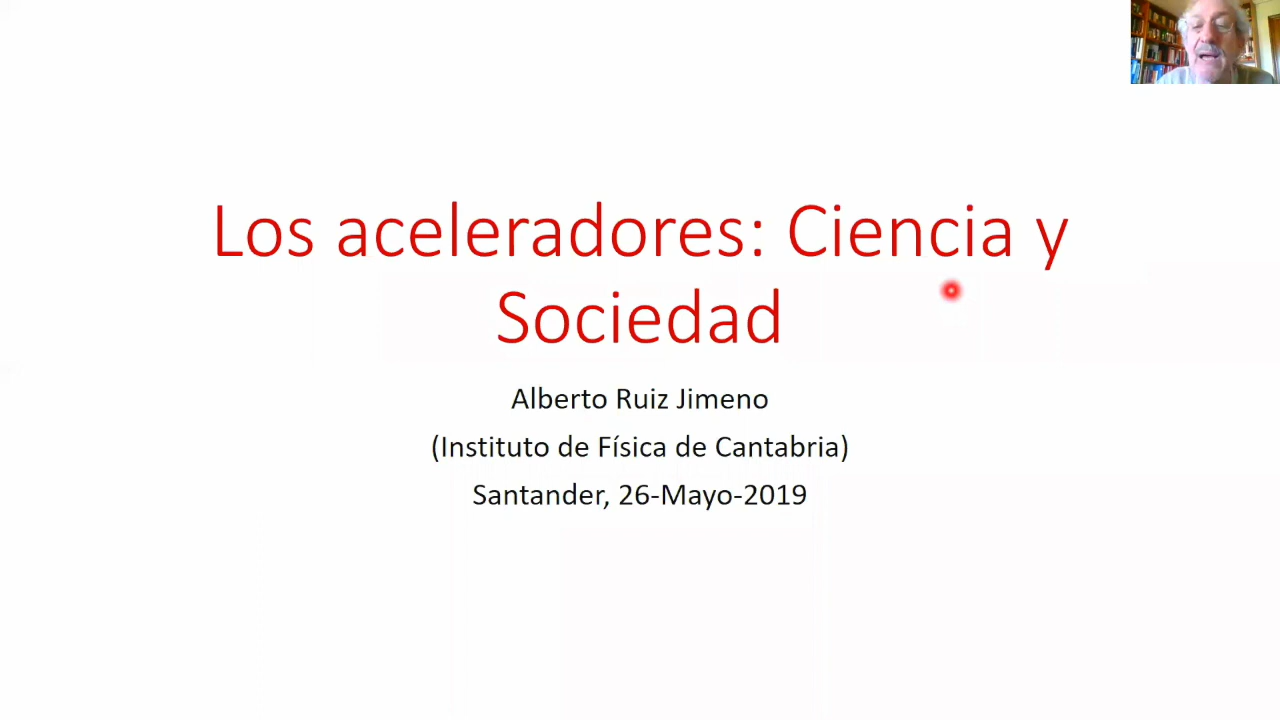 Los aceleradores: Ciencia y
Sociedad
Alberto Ruiz Jimeno
(Instituto de Física de Cantabria)
Santander, 26-Mayo-2019